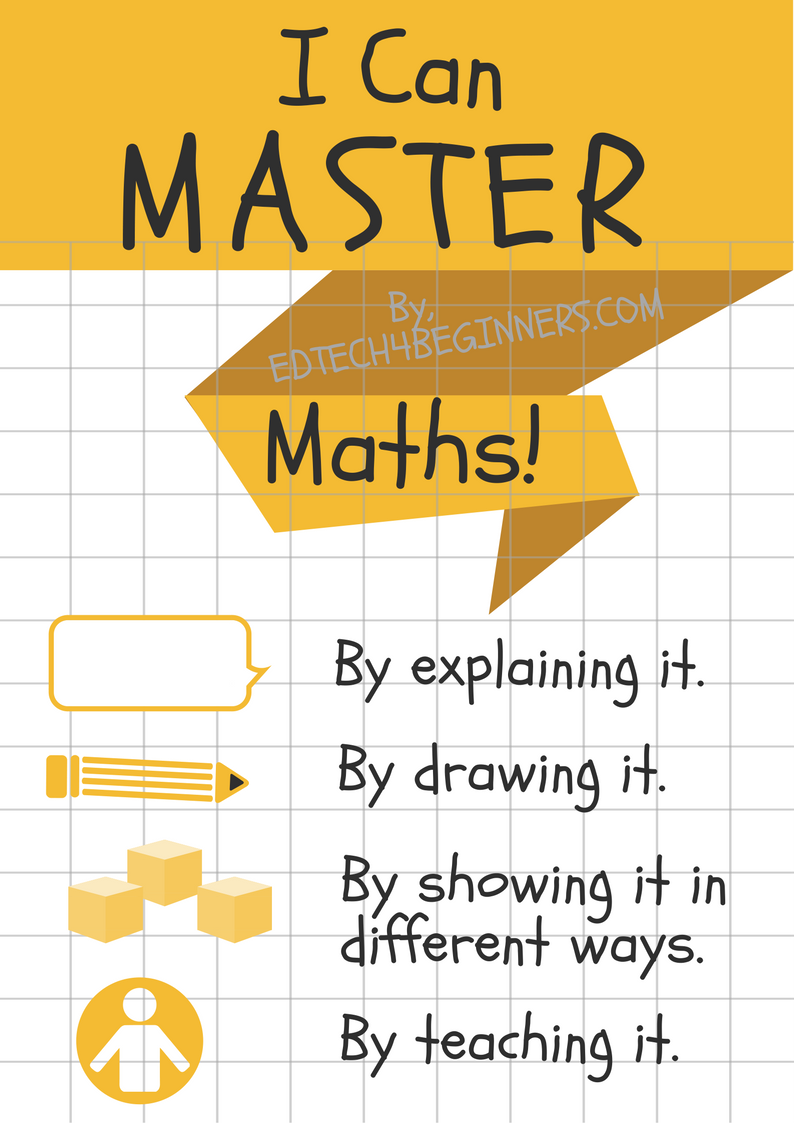 I Can
MASTER
By,
EDTECH4BEGINNERS.COM
Maths!
By explaining it.
By drawing it.
By showing it in
different ways.
By teaching it.